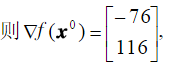 则 ∇f(x⁰) = [−76
116],